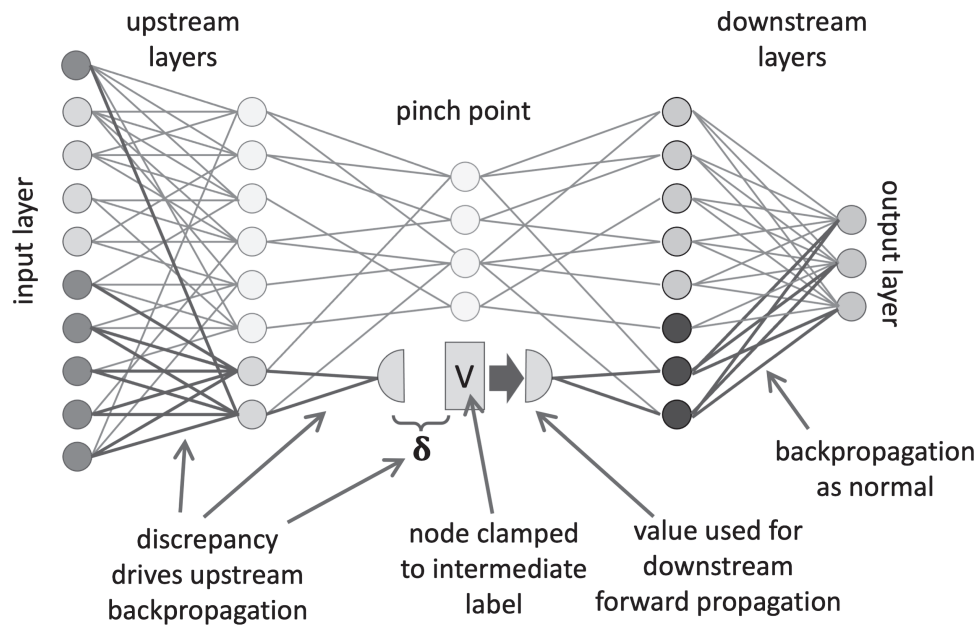 upstream
layers
downstream
layers
pinch point
input layer
output layer
V
δ
backpropagation
as normal
discrepancy
drives upstream
backpropagation
node clamped
to intermediate
label
value used for
downstream
forward propagation